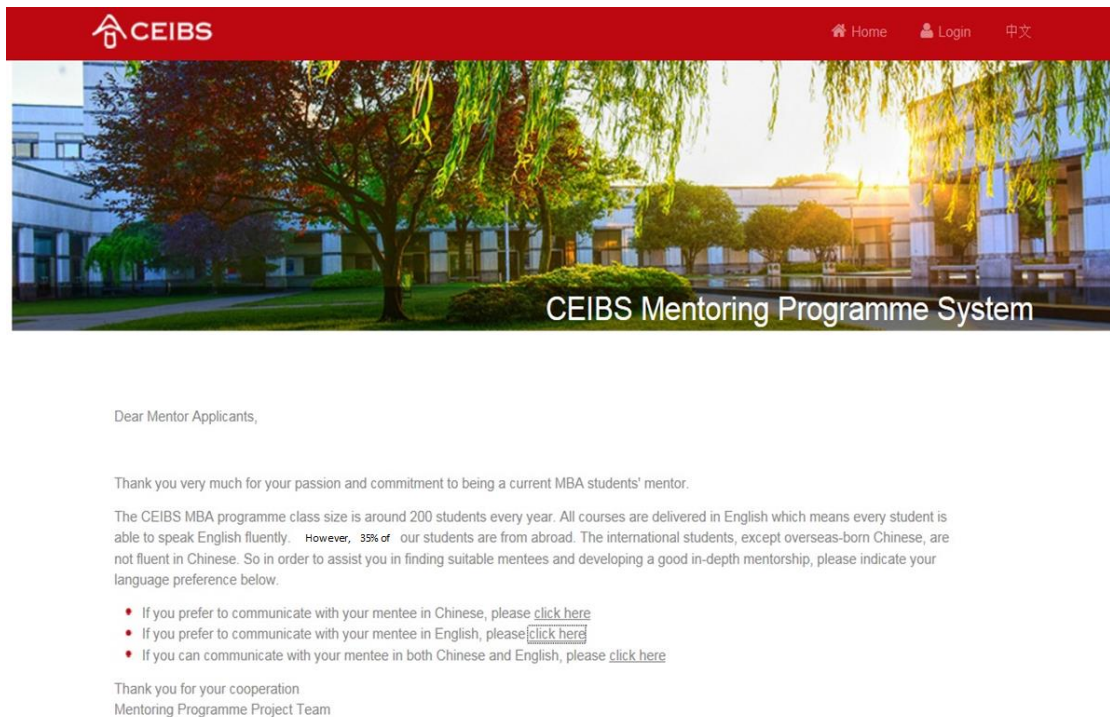 CEIBS
Home Login 中文
CEIBS Mentoring Programme System
Dear Mentor Applicants,
Thank you very much for your passion and commitment to being a current MBA students' mentor.
The CEIBS MBA programme class size is around 200 students every year. All courses are delivered in English which means every student is
able to speak English fluently. However, 35% of our students are from abroad. The international students, except overseas-born Chinese, are
not fluent in Chinese. So in order to assist you in finding suitable mentees and developing a good in-depth mentorship, please indicate your
language preference below.
If you prefer to communicate with your mentee in Chinese, please click here
If you prefer to communicate with your mentee in English, please click here
If you can communicate with your mentee in both Chinese and English, please click here
Thank you for your cooperation
Mentoring Programme Project Team